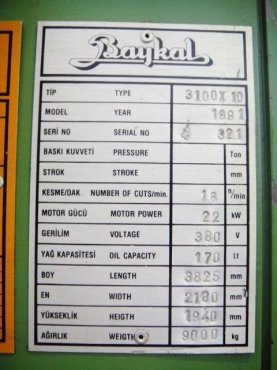 Baykal
TİP TYPE 3100X10
MODEL YEAR 1991
SERİ NO SERIAL NO 321
BASKI KUVVETİ PRESSURE Ton
STROK STROKE mm
KESME/DAK. NUMBER OF CUTS/min. 18 n/min
MOTOR GÜCÜ MOTOR POWER 22 kW
GERİLİM VOLTAGE 380 V
YAĞ KAPASİTESİ OIL CAPACITY 170 Lt
BOY LENGTH 3825 mm
EN WIDTH 2180 mm
YÜKSEKLİK HEIGTH 1940 mm
AĞIRLIK WEIGTH 9000 kg